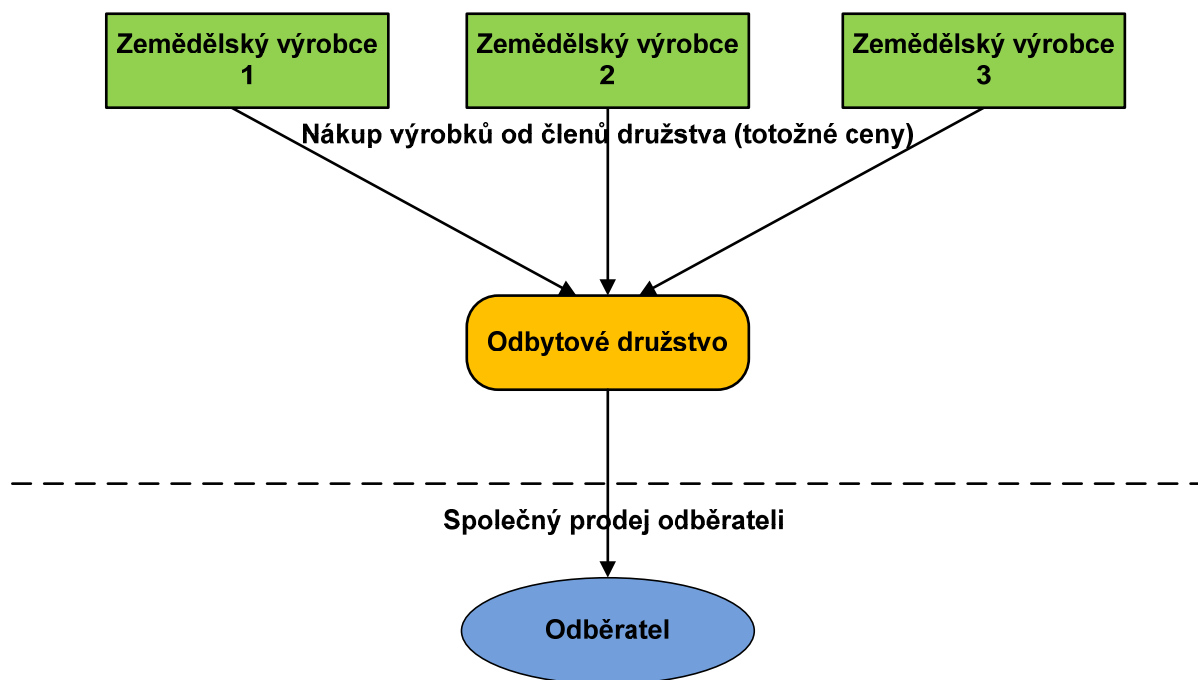 Zemědělský výrobce
1
Zemědělský výrobce
2
Zemědělský výrobce
3
Nákup výrobků od členů družstva (totožné ceny)
Odbytové družstvo
Společný prodej odběrateli
Odběratel